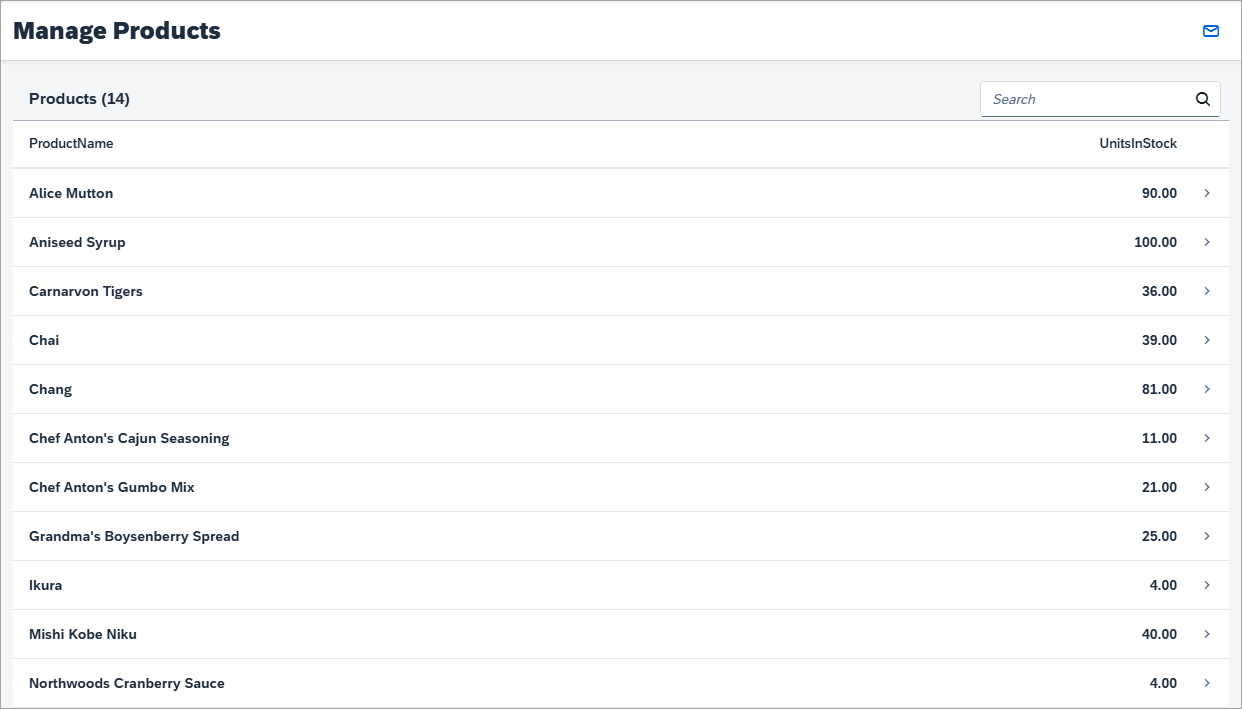 Manage Products
Products (14)
Search
ProductName UnitsInStock
Alice Mutton 90.00
Aniseed Syrup 100.00
Carnarvon Tigers 36.00
Chai 39.00
Chang 81.00
Chef Anton's Cajun Seasoning 11.00
Chef Anton's Gumbo Mix 21.00
Grandma's Boysenberry Spread 25.00
Ikura 4.00
Mishi Kobe Niku 40.00
Northwoods Cranberry Sauce 4.00